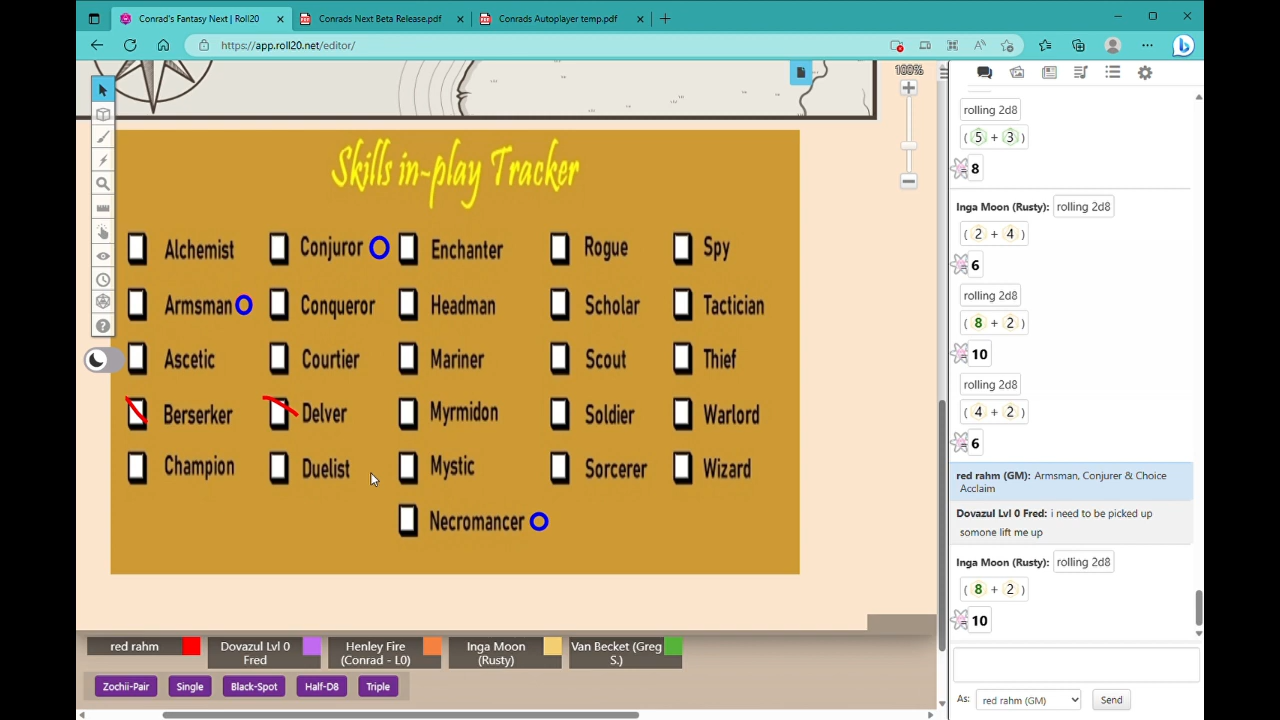 Conrad's Fantasy Next | Roll20
Conrads Next Beta Release.pdf
Conrads Autoplayer temp.pdf
https://app.roll20.net/editor/
100%
Skills in-play Tracker
Alchemist Conjuror Enchanter Rogue Spy
Armsman Conqueror Headman Scholar Tactician
Ascetic Courtier Mariner Scout Thief
Berserker Delver Myrmidon Soldier Warlord
Champion Duelist Mystic Sorcerer Wizard
Necromancer
red rahm
Dovazul Lvl 0
Fred
Henley Fire
(Conrad - L0)
Inga Moon
(Rusty)
Van Becket (Greg
S.)
Zochii-Pair Single Black-Spot Half-D8 Triple
rolling 2d8
(5 + 3)
=8
Inga Moon (Rusty): rolling 2d8
(2 + 4)
=6
rolling 2d8
(8 + 2)
=10
rolling 2d8
(4 + 2)
=6
red rahm (GM): Armsman, Conjurer & Choice
Acclaim
Dovazul Lvl 0 Fred: i need to be picked up
somone lift me up
Inga Moon (Rusty): rolling 2d8
(8 + 2)
=10
As: red rahm (GM) Send